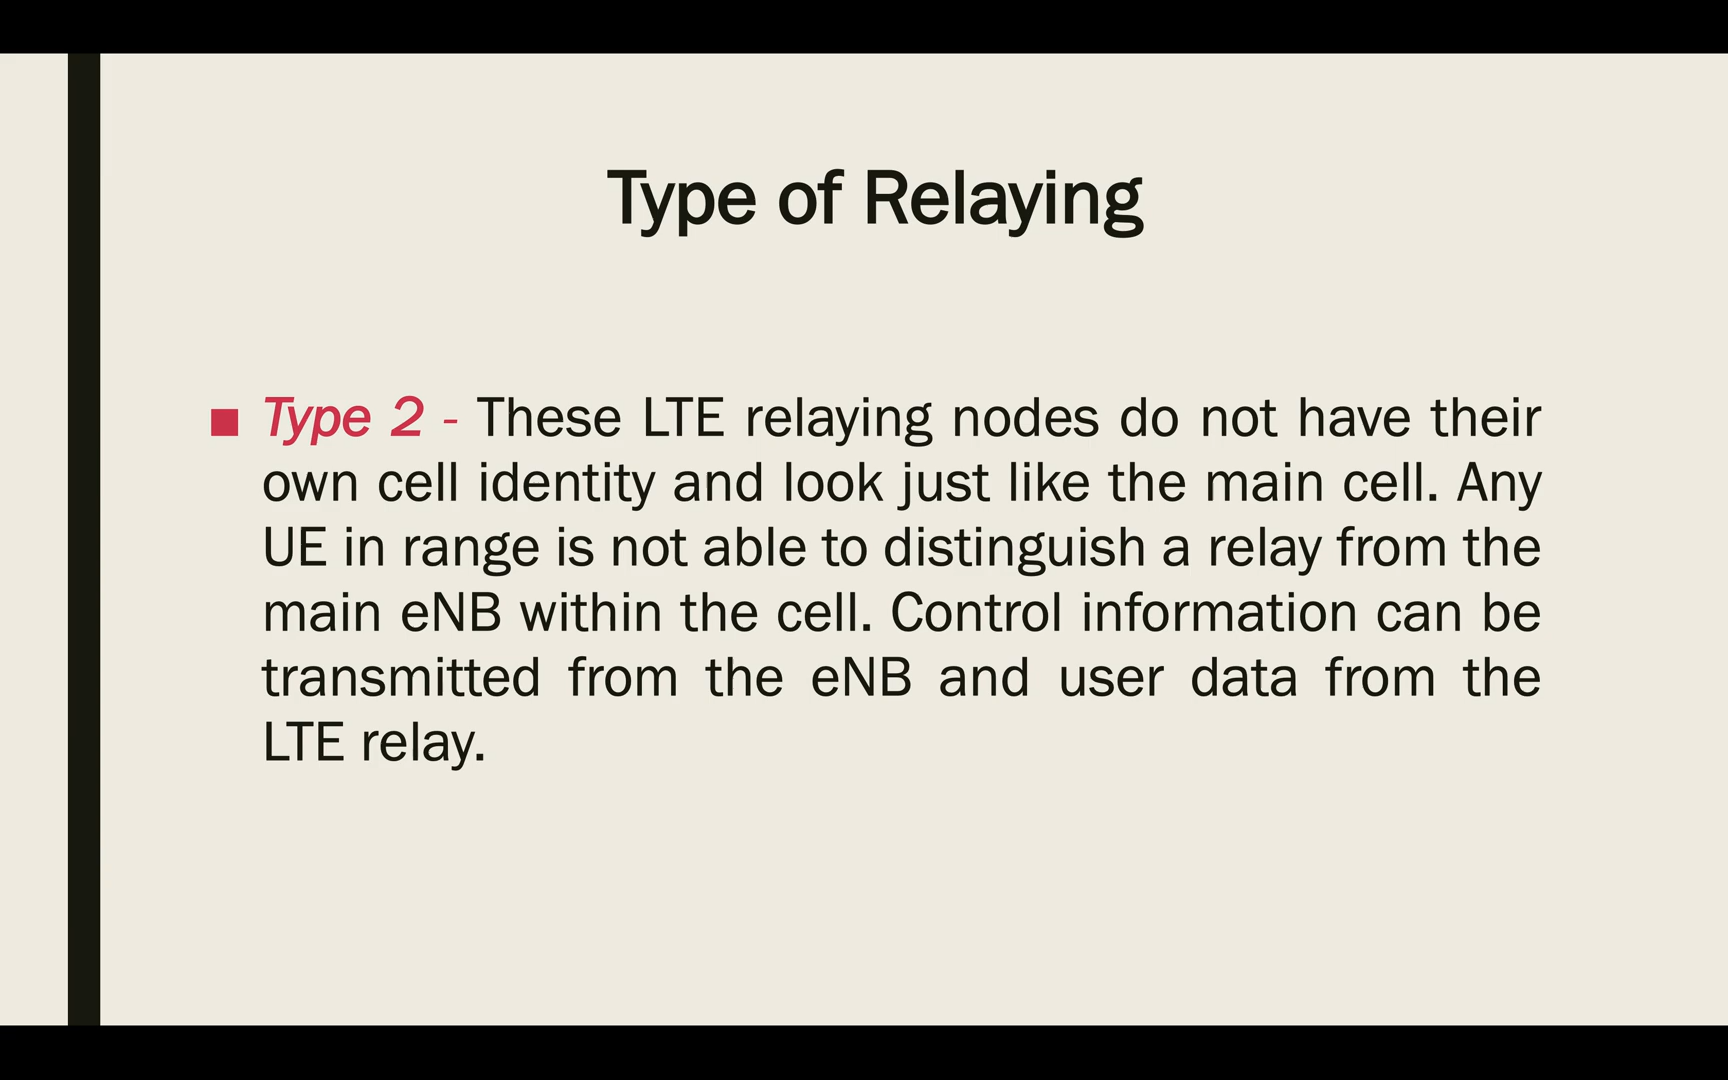 Type of Relaying
■ Type 2 - These LTE relaying nodes do not have their
own cell identity and look just like the main cell. Any
UE in range is not able to distinguish a relay from the
main eNB within the cell. Control information can be
transmitted from the eNB and user data from the
LTE relay.